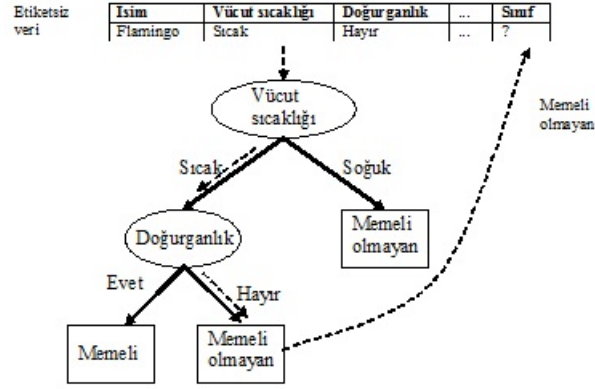 Etiketsiz
veri
İsim Vücut sıcaklığı Doğurganlık ... Sınıf
Flamingo Sıcak Hayır ... ?
Vücut
sıcaklığı
Memeli
olmayan
Sıcak Soğuk
Doğurganlık
Memeli
olmayan
Evet Hayır
Memeli
Memeli
olmayan